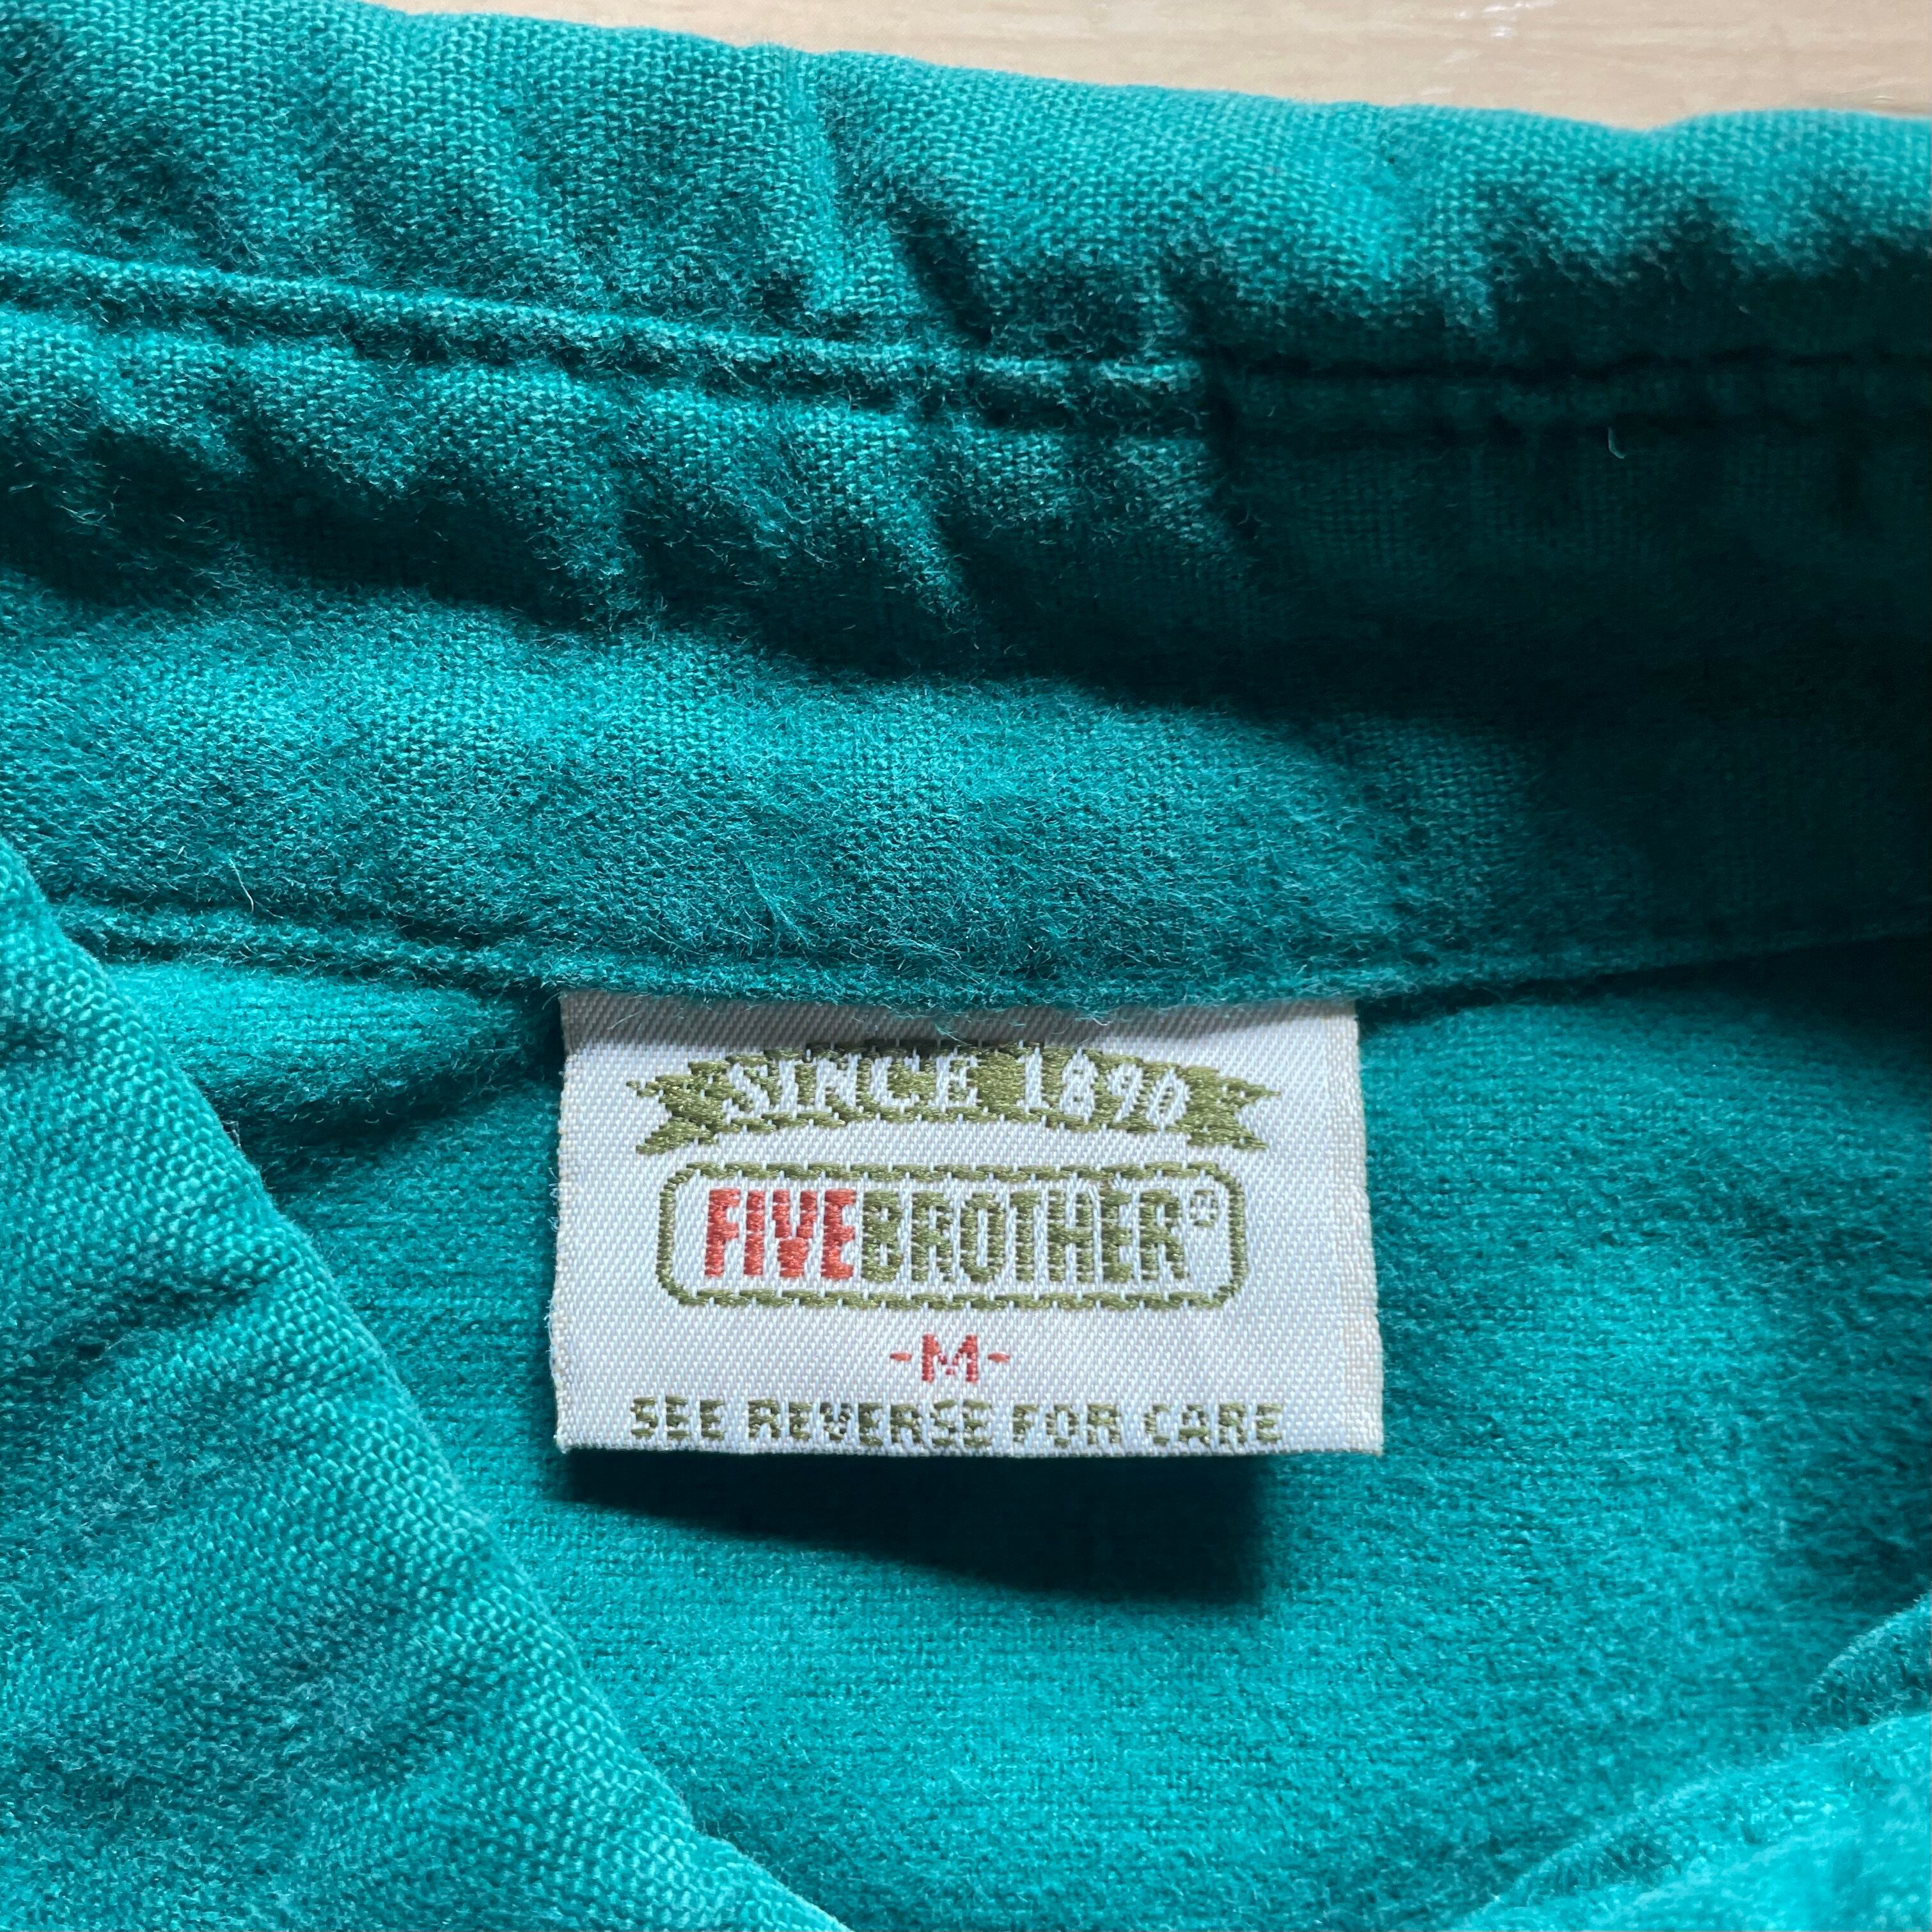 SINCE 1890
FIVEBROTHER®
-M-
SEE REVERSE FOR CARE